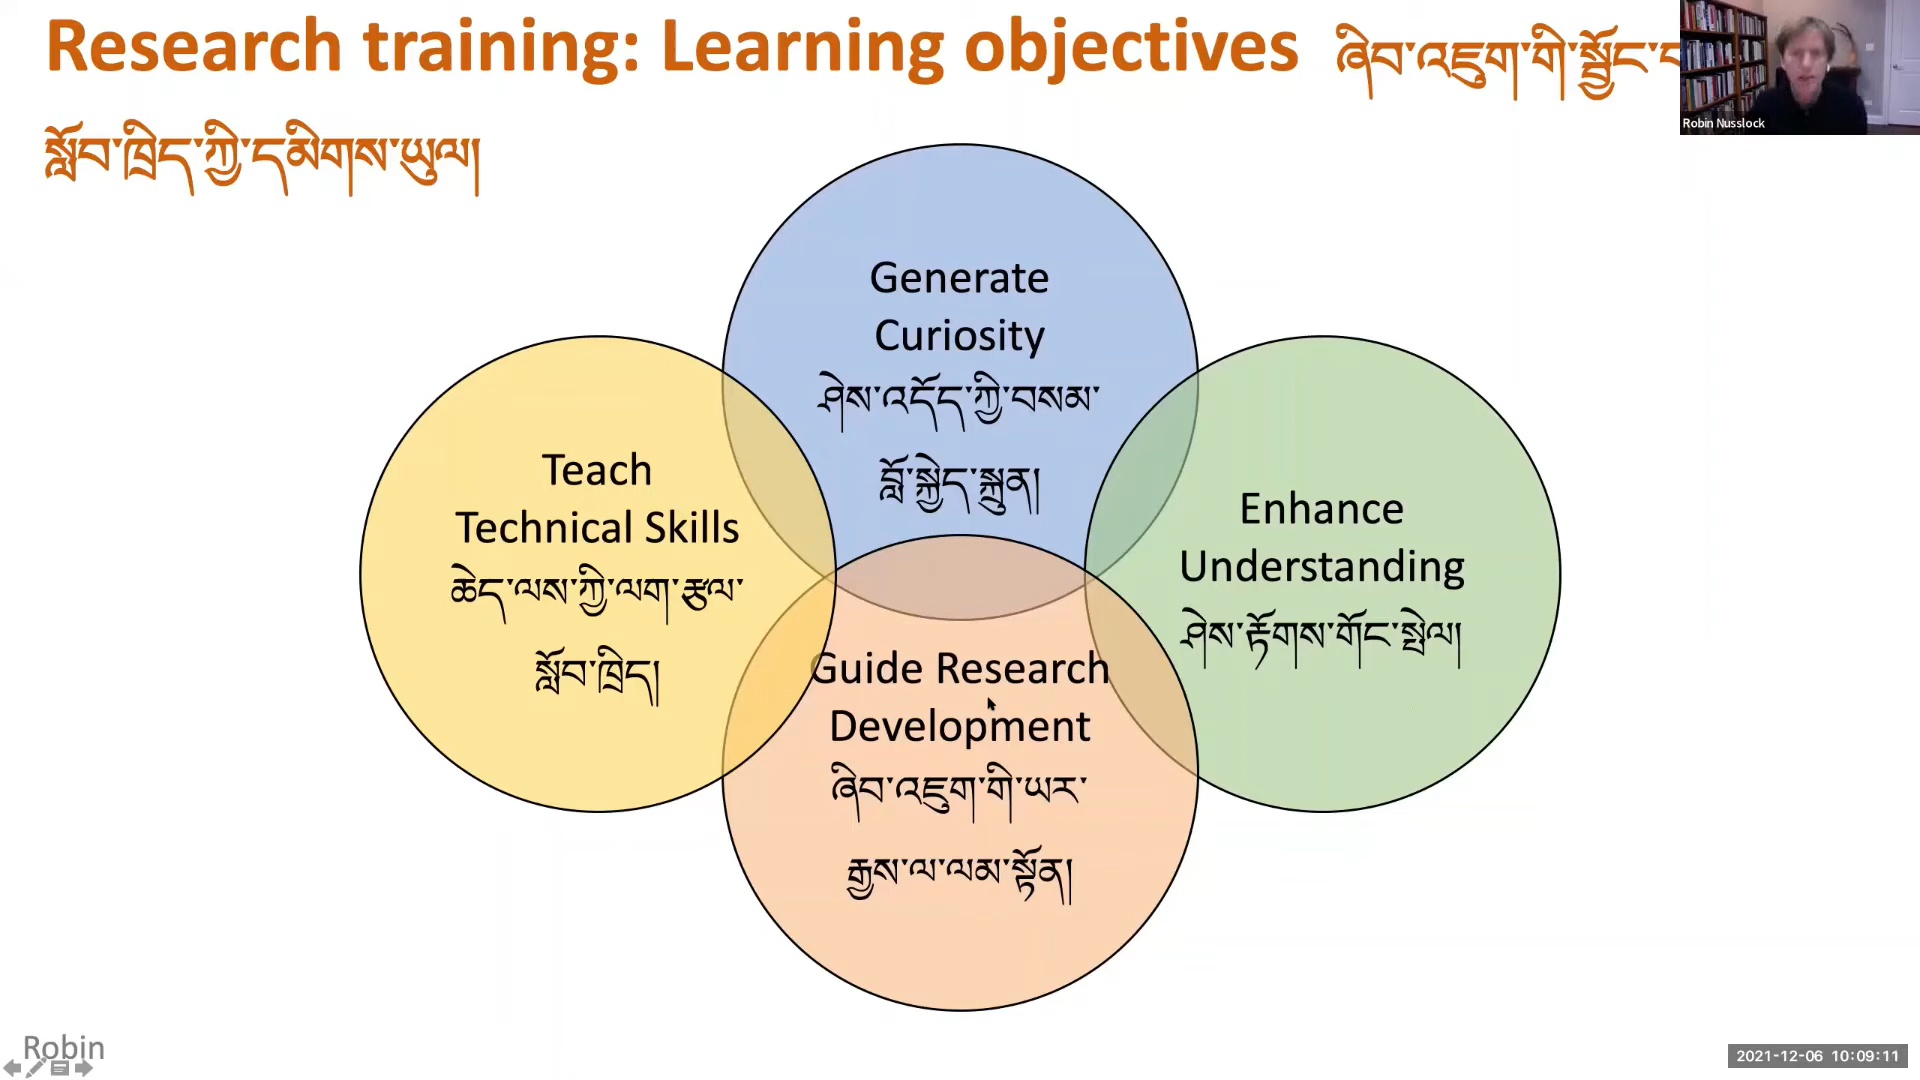 Research training: Learning objectives ཞིབ་འཇུག་གི་སྦྱོང་
སློབ་ཁྲིད་ཀྱི་དམིགས་ཡུལ།
Robin Nusslock
Generate
Curiosity
ཤེས་འདོད་ཀྱི་བསམ་
བློ་སྐྱེད་སྐྲུན།
Teach
Technical Skills
ཆེད་ལས་ཀྱི་ལག་རྩལ་
སློབ་ཁྲིད།
Enhance
Understanding
ཤེས་རྟོགས་གོང་སྤེལ།
Guide Research
Development
ཞིབ་འཇུག་གི་ཡར་
རྒྱས་ལ་ལམ་སྟོན།
Robin
2021-12-06 10:09:11